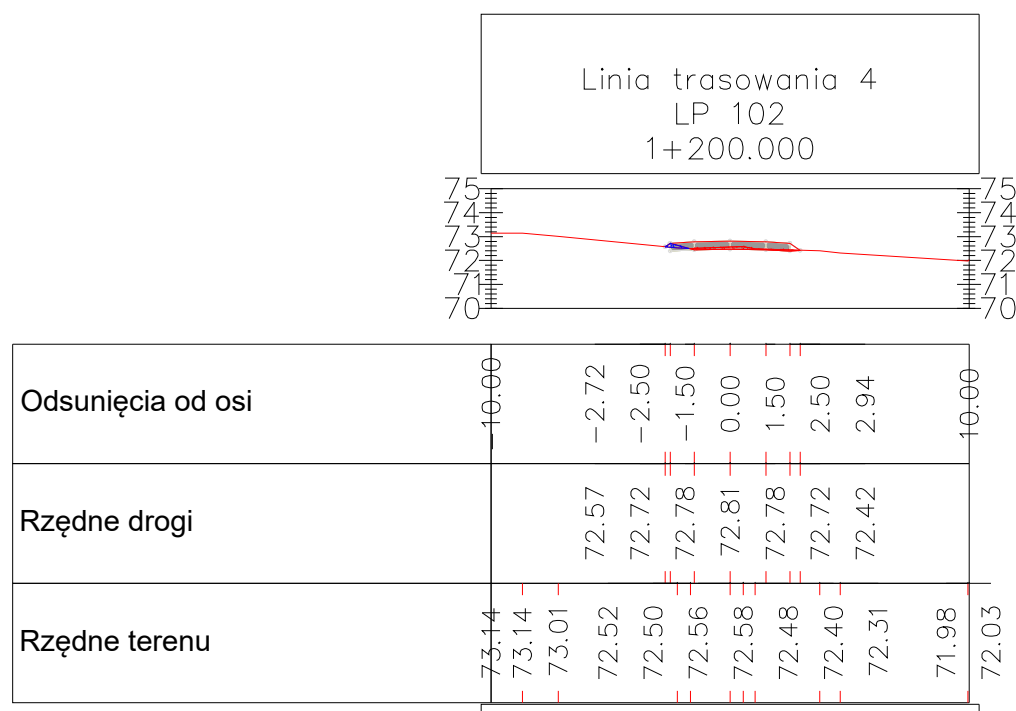 Linia trasowania 4
LP 102
1+200.000
75 75
74 74
73 73
72 72
71 71
70 70
Odsunięcia od osi -10.00 -2.72 -2.50 -1.50 0.00 1.50 2.50 2.94 10.00
Rzędne drogi 72.57 72.72 72.78 72.81 72.78 72.72 72.42
Rzędne terenu 73.14 73.14 73.01 72.52 72.50 72.56 72.58 72.48 72.40 72.31 71.98 72.03